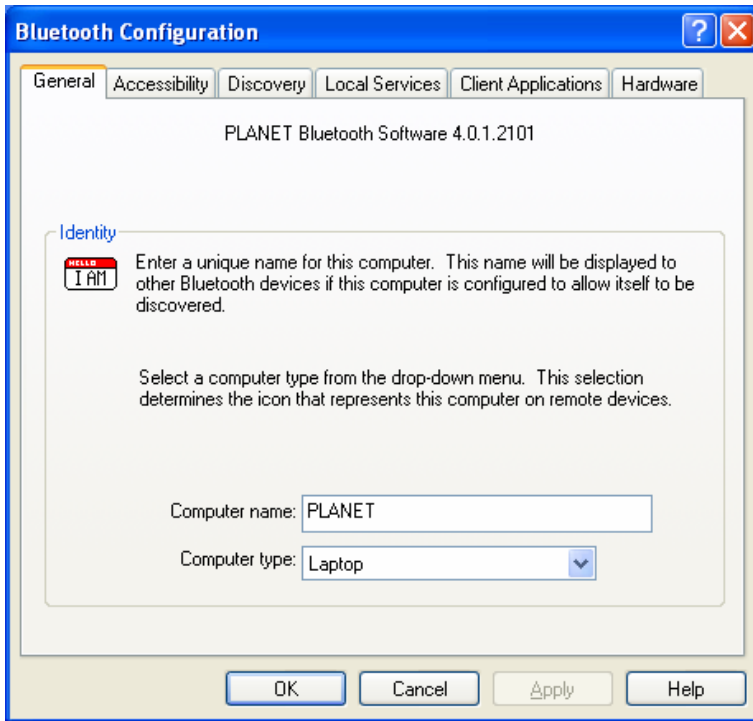 Bluetooth Configuration
General Accessibility Discovery Local Services Client Applications Hardware
PLANET Bluetooth Software 4.0.1.2101
Identity
HELLO
I AM
Enter a unique name for this computer. This name will be displayed to
other Bluetooth devices if this computer is configured to allow itself to be
discovered.
Select a computer type from the drop-down menu. This selection
determines the icon that represents this computer on remote devices.
Computer name: PLANET
Computer type: Laptop
OK Cancel Apply Help